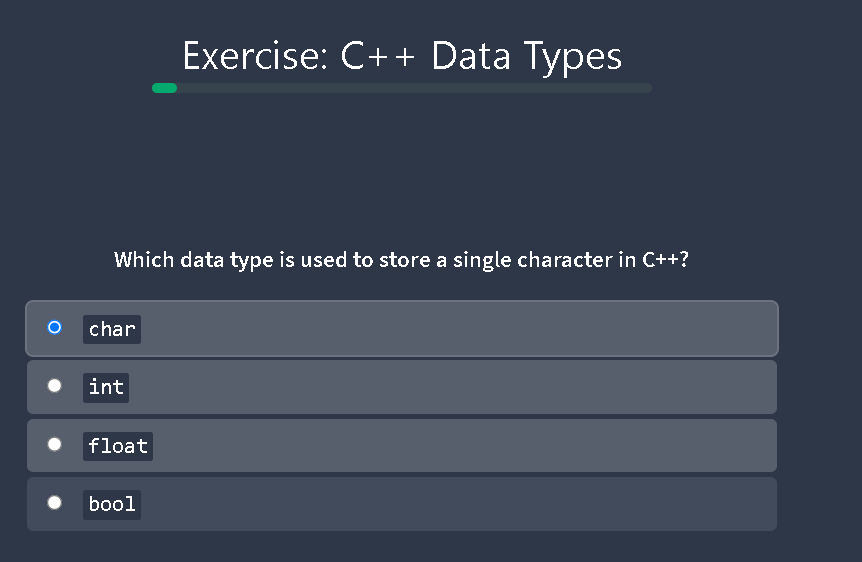 Exercise: C++ Data Types
Which data type is used to store a single character in C++?
char
int
float
bool